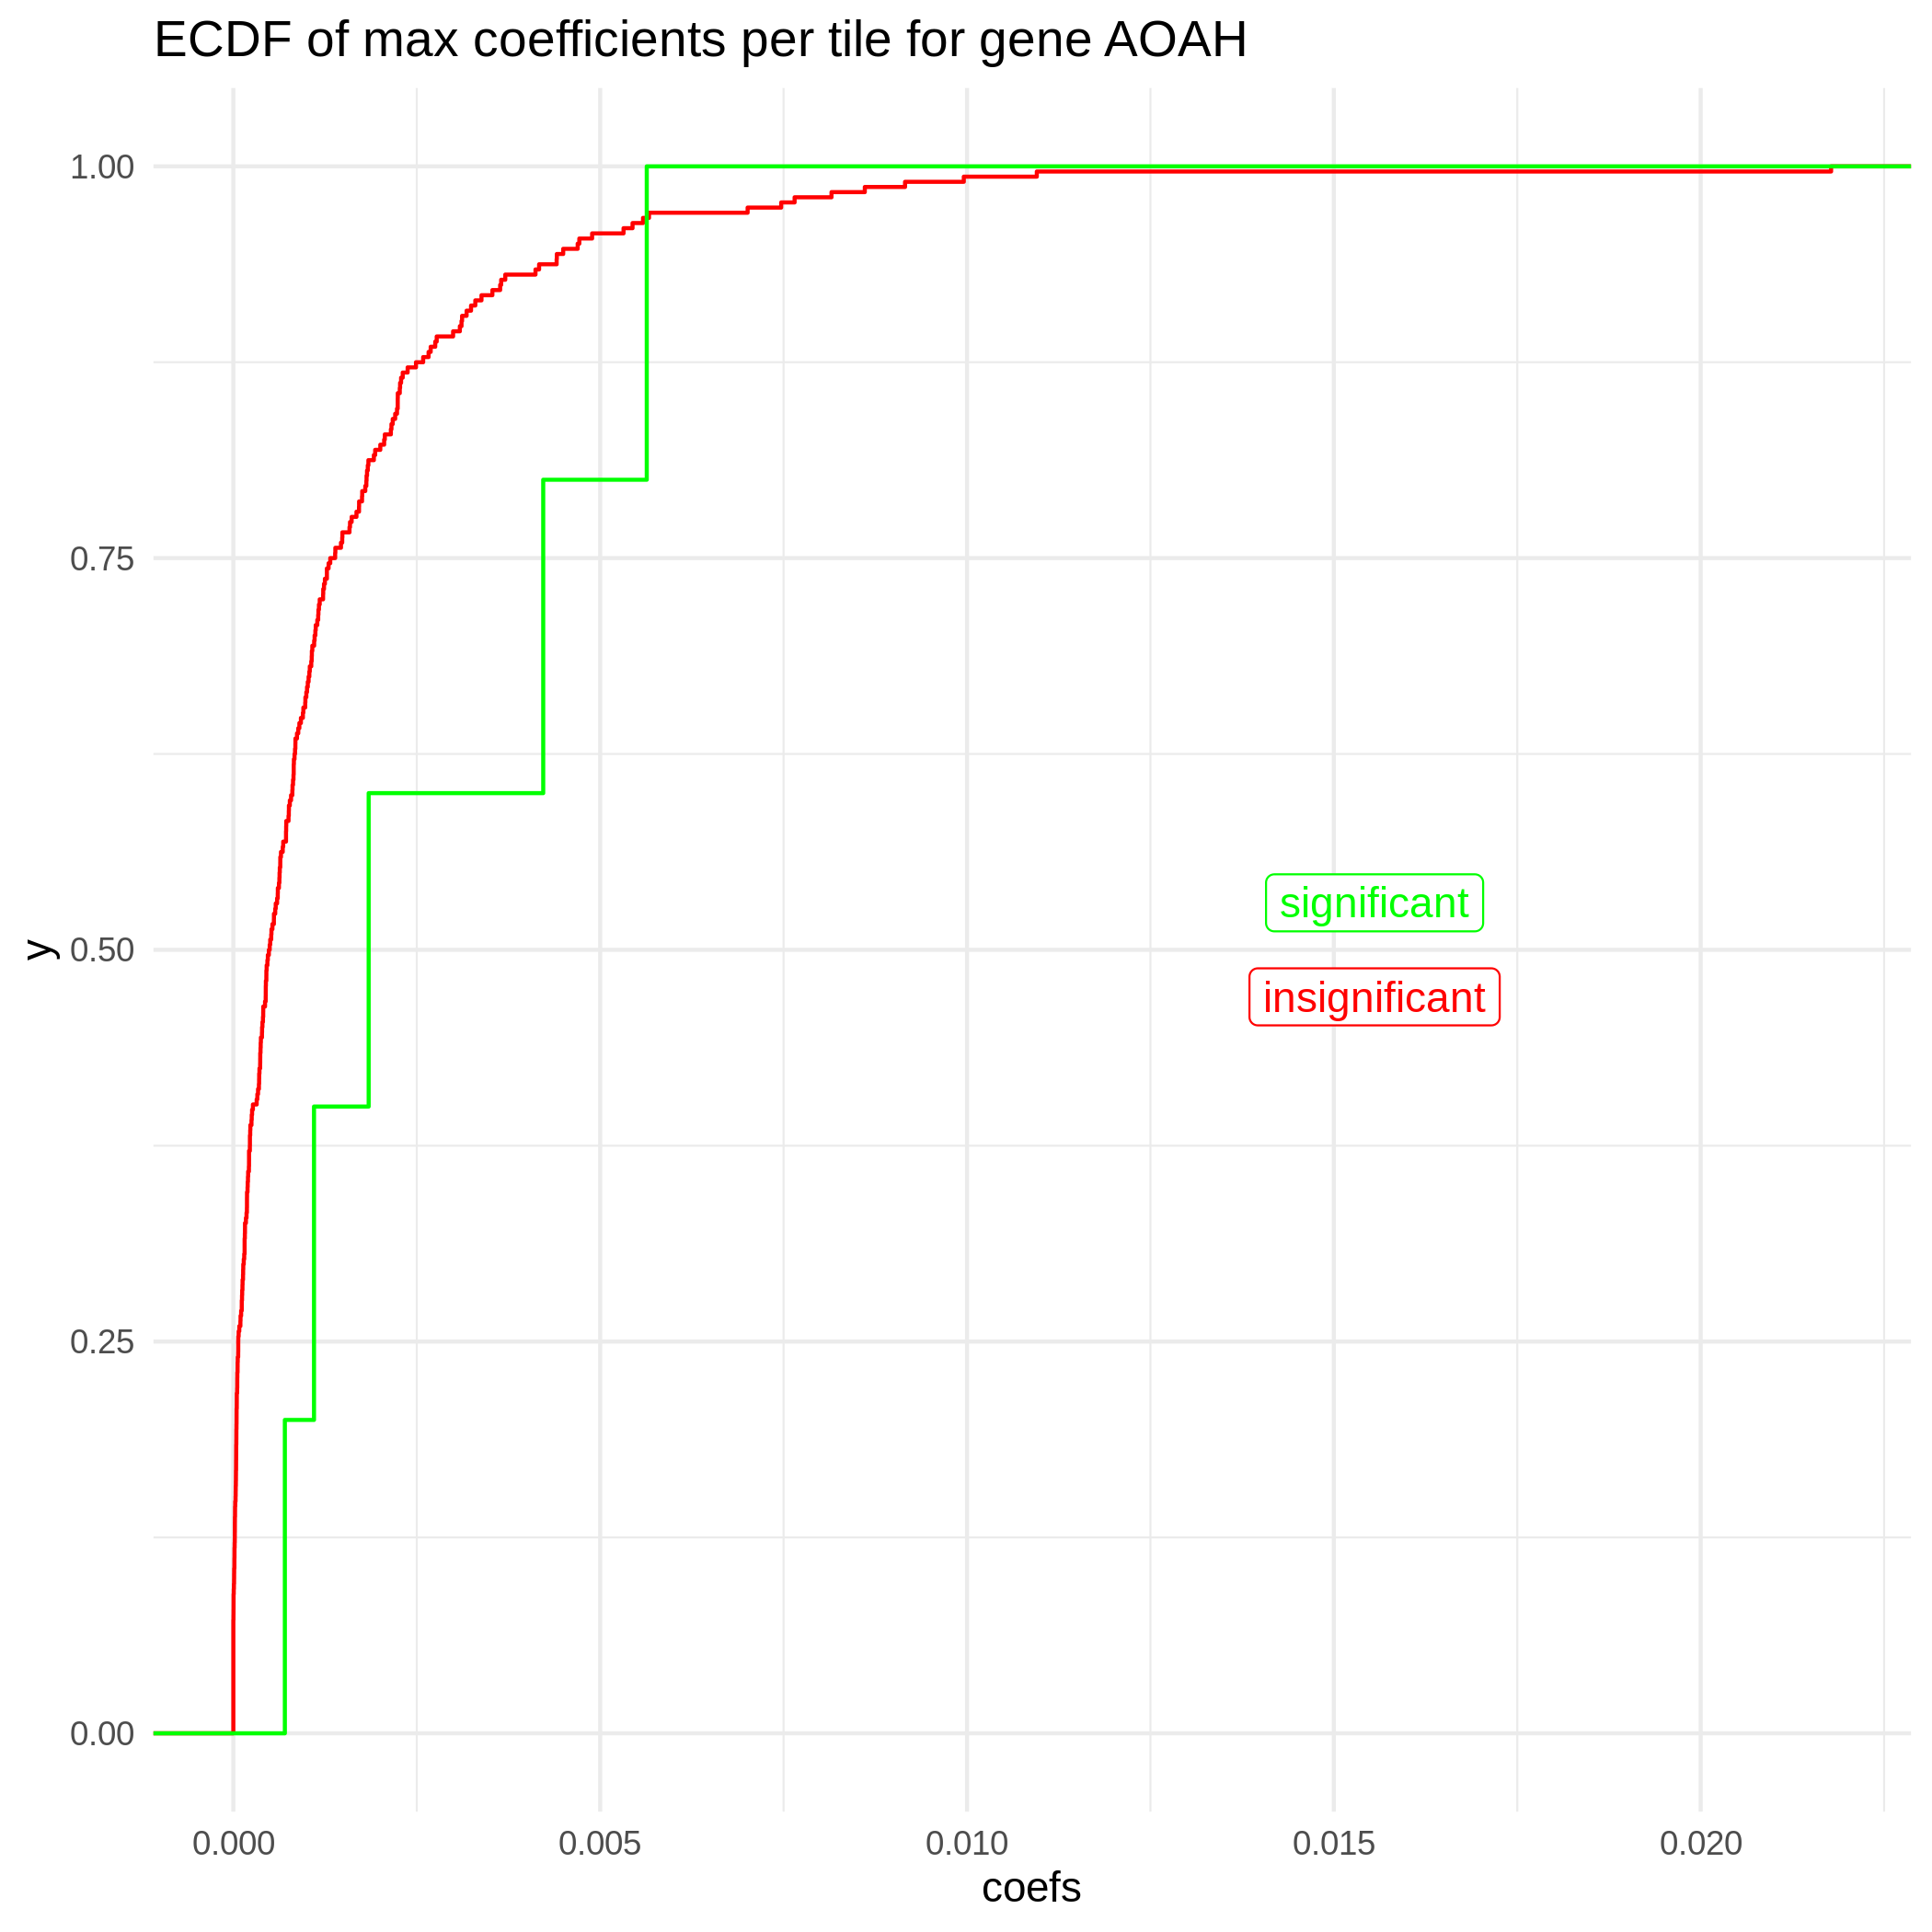 ECDF of max coefficients per tile for gene AOAH
1.00
0.75
0.50
0.25
0.00
y
significant
insignificant
0.000 0.005 0.010 0.015 0.020
coefs